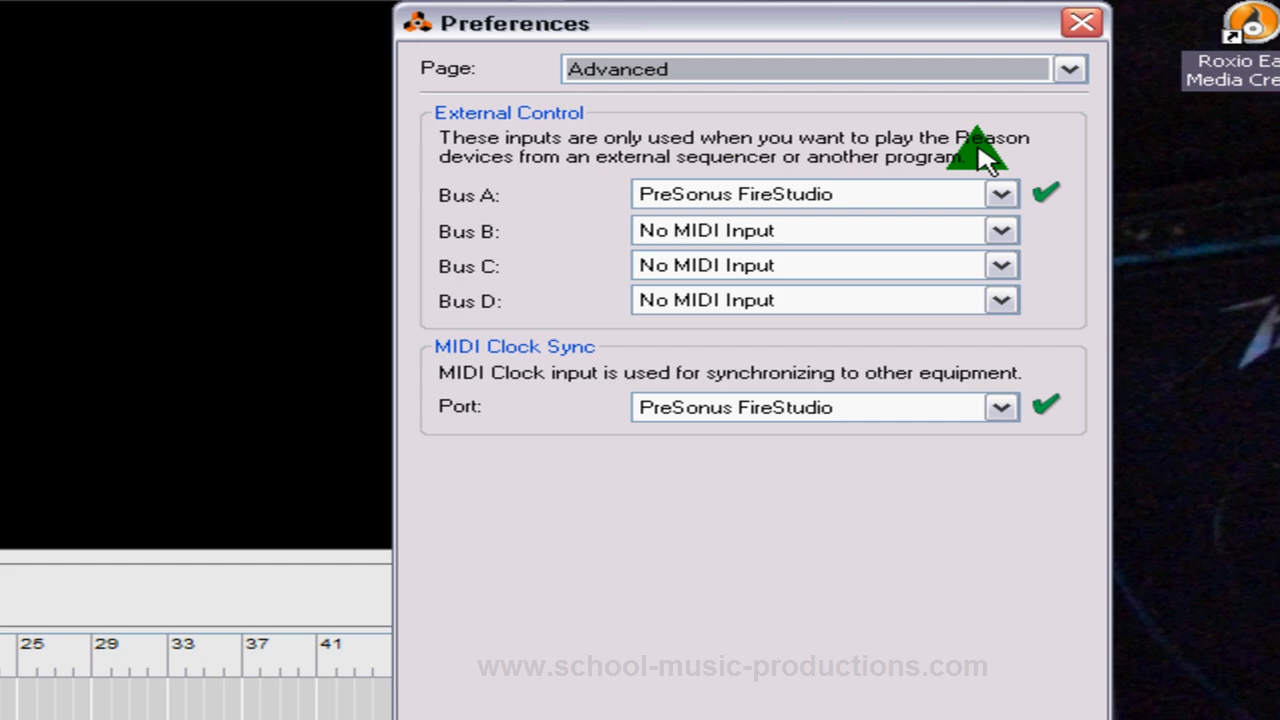 Preferences
Page:
Advanced
External Control
These inputs are only used when you want to play the Reason
devices from an external sequencer or another program.
Bus A:
PreSonus FireStudio
Bus B:
No MIDI Input
Bus C:
No MIDI Input
Bus D:
No MIDI Input
MIDI Clock Sync
MIDI Clock input is used for synchronizing to other equipment.
Port:
PreSonus FireStudio
Roxio Ea
Media Cre
25 29 33 37 41
www.school-music-productions.com